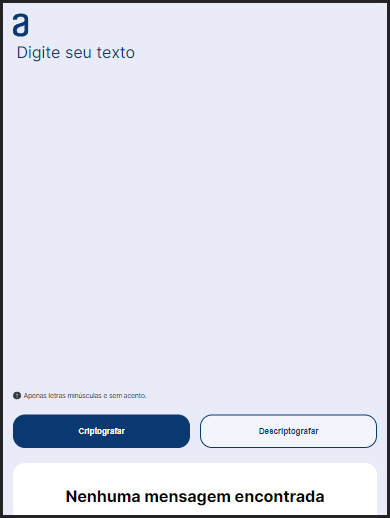 a
Digite seu texto
! Apenas letras minúsculas e sem acento.
Criptografar
Descriptografar
Nenhuma mensagem encontrada